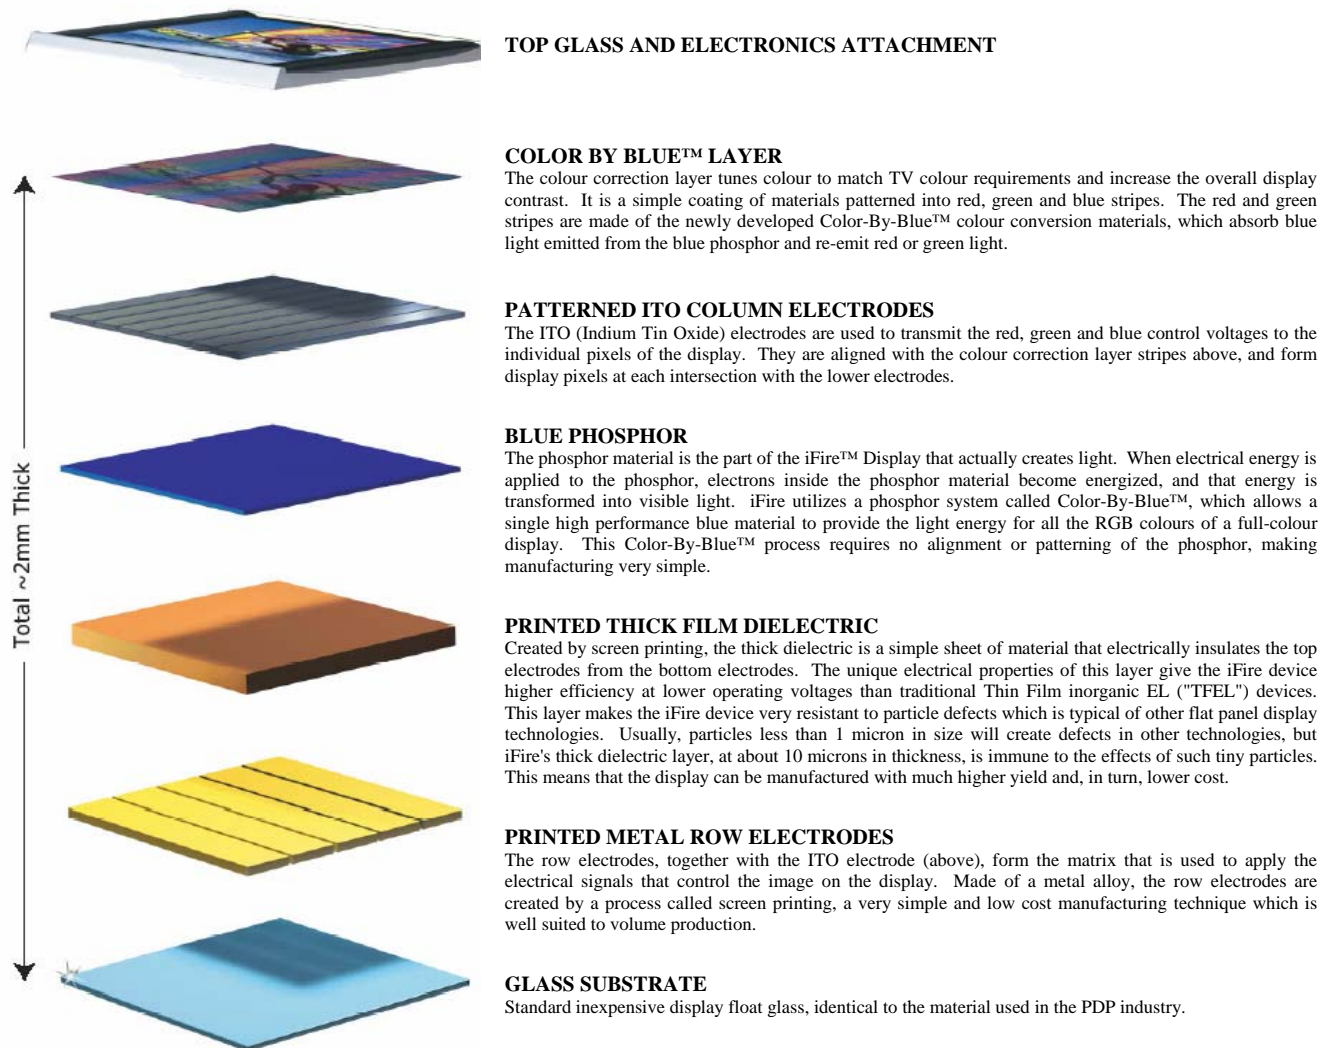 TOP GLASS AND ELECTRONICS ATTACHMENT
COLOR BY BLUE™ LAYER
The colour correction layer tunes colour to match TV colour requirements and increase the overall display
contrast. It is a simple coating of materials patterned into red, green and blue stripes. The red and green
stripes are made of the newly developed Color-By-Blue™ colour conversion materials, which absorb blue
light emitted from the blue phosphor and re-emit red or green light.
PATTERNED ITO COLUMN ELECTRODES
The ITO (Indium Tin Oxide) electrodes are used to transmit the red, green and blue control voltages to the
individual pixels of the display. They are aligned with the colour correction layer stripes above, and form
display pixels at each intersection with the lower electrodes.
BLUE PHOSPHOR
The phosphor material is the part of the iFire™ Display that actually creates light. When electrical energy is
applied to the phosphor, electrons inside the phosphor material become energized, and that energy is
transformed into visible light. iFire utilizes a phosphor system called Color-By-Blue™, which allows a
single high performance blue material to provide the light energy for all the RGB colours of a full-colour
display. This Color-By-Blue™ process requires no alignment or patterning of the phosphor, making
manufacturing very simple.
Total ~2mm Thick
PRINTED THICK FILM DIELECTRIC
Created by screen printing, the thick dielectric is a simple sheet of material that electrically insulates the top
electrodes from the bottom electrodes. The unique electrical properties of this layer give the iFire device
higher efficiency at lower operating voltages than traditional Thin Film inorganic EL ("TFEL") devices.
This layer makes the iFire device very resistant to particle defects which is typical of other flat panel display
technologies. Usually, particles less than 1 micron in size will create defects in other technologies, but
iFire's thick dielectric layer, at about 10 microns in thickness, is immune to the effects of such tiny particles.
This means that the display can be manufactured with much higher yield and, in turn, lower cost.
PRINTED METAL ROW ELECTRODES
The row electrodes, together with the ITO electrode (above), form the matrix that is used to apply the
electrical signals that control the image on the display. Made of a metal alloy, the row electrodes are
created by a process called screen printing, a very simple and low cost manufacturing technique which is
well suited to volume production.
GLASS SUBSTRATE
Standard inexpensive display float glass, identical to the material used in the PDP industry.